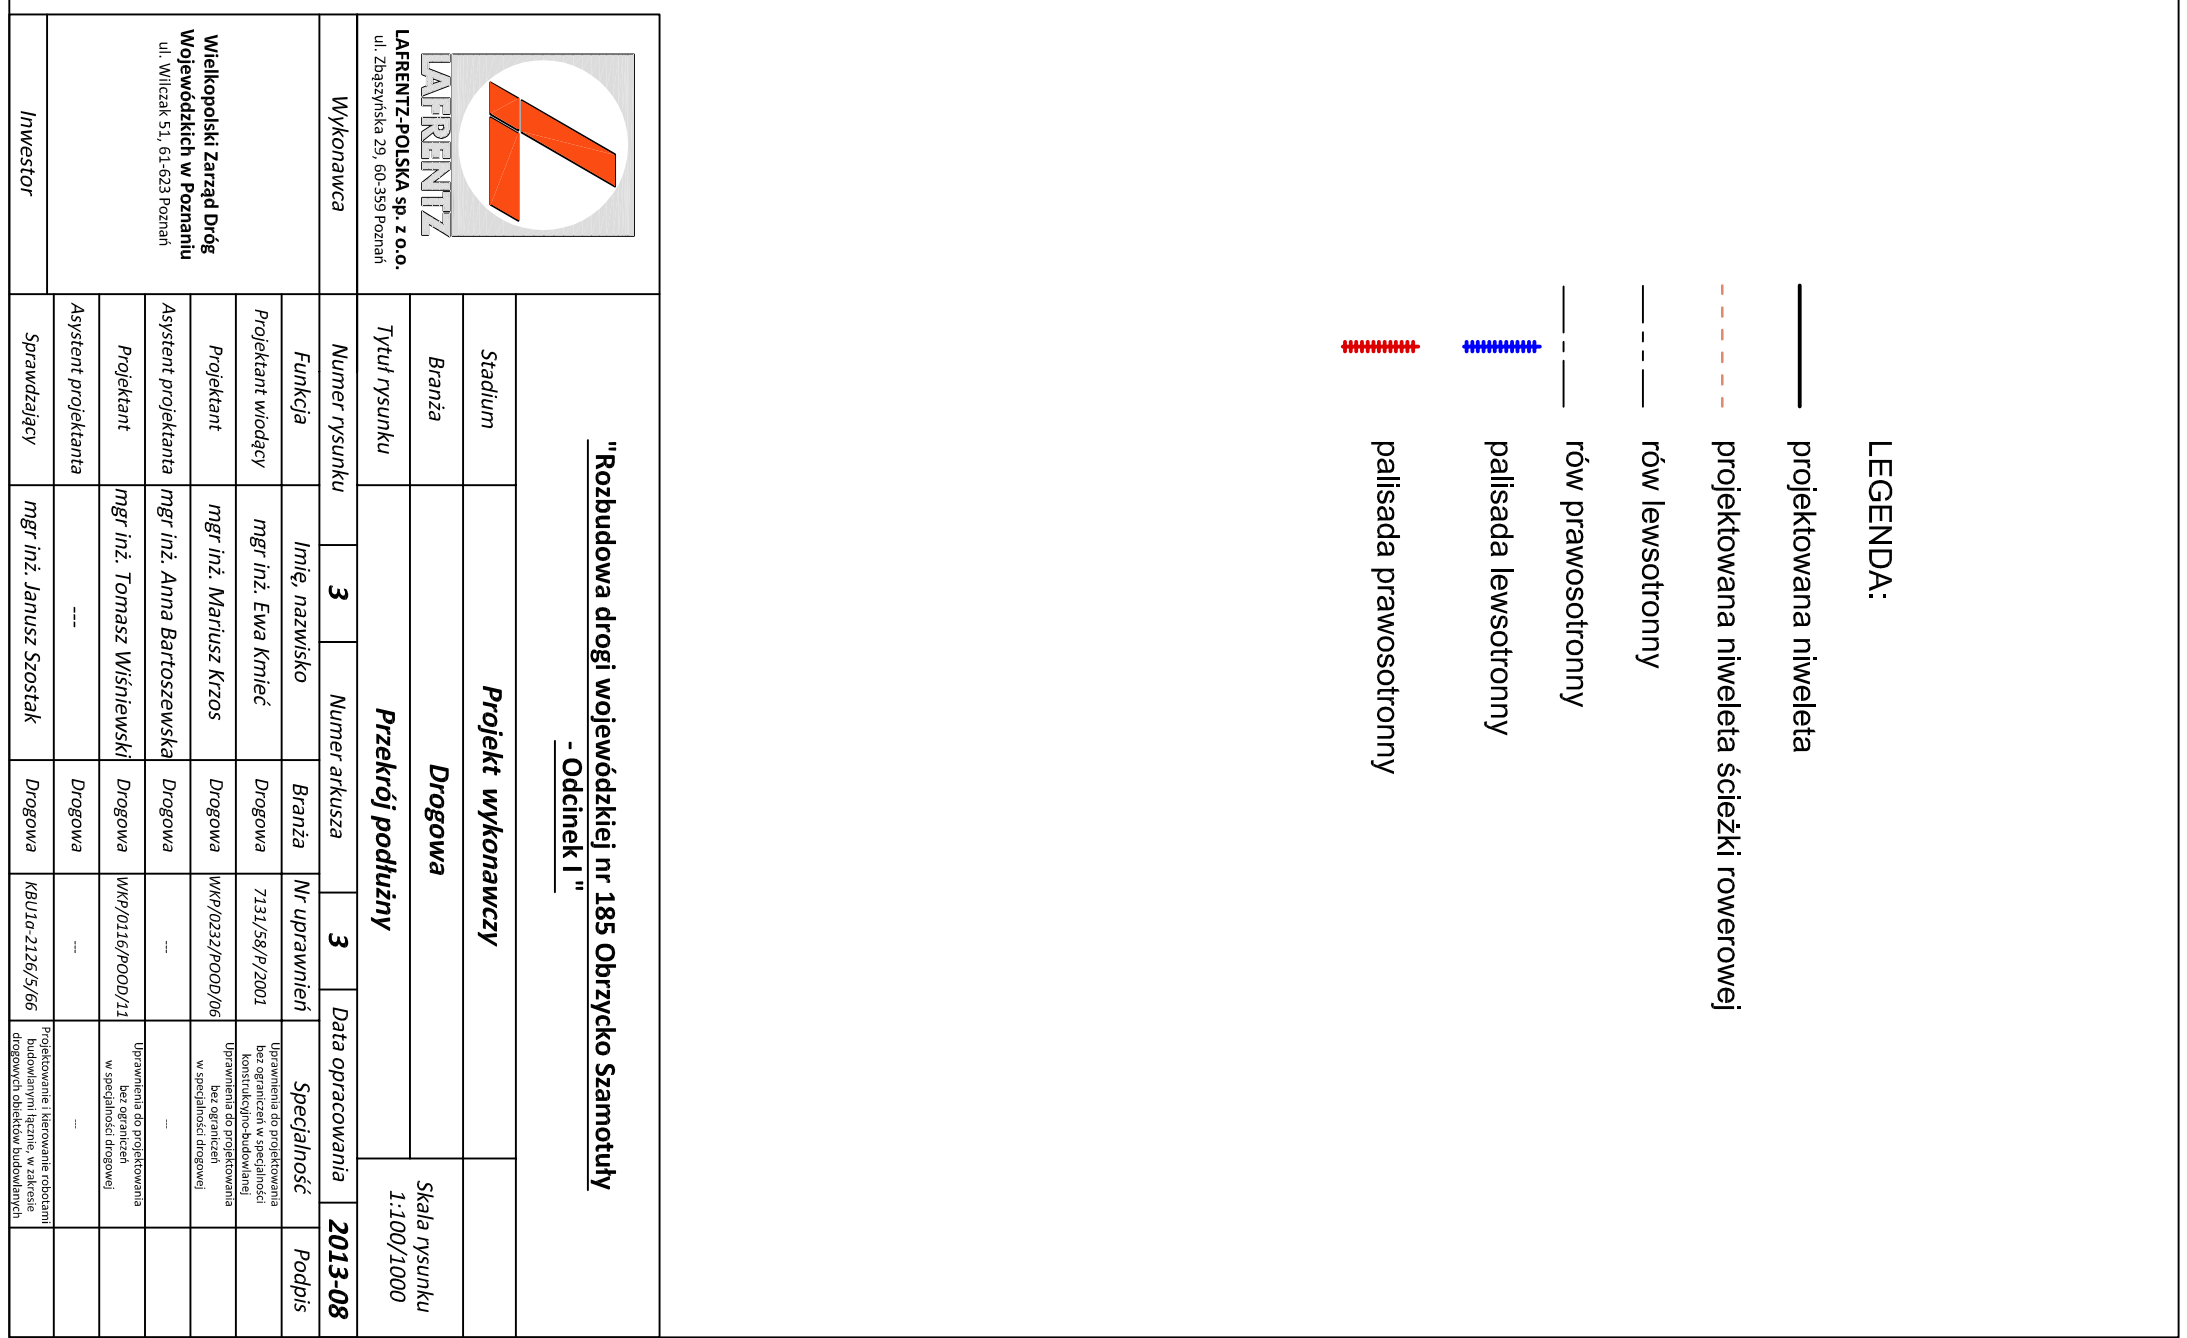 LEGENDA:
projektowana niweleta
projektowana niweleta ścieżki rowerowej
rów lewsotronny
rów prawosotronny
palisada lewsotronny
palisada prawosotronny
LAFRENTZ
LAFRENTZ-POLSKA sp. z o.o.
ul. Zbąszyńska 29, 60-359 Poznań
Wykonawca
Wielkopolski Zarząd Dróg
Wojewódzkich w Poznaniu
ul. Wilczak 51, 61-623 Poznań
Inwestor
"Rozbudowa drogi wojewódzkiej nr 185 Obrzycko Szamotuły
- Odcinek I "
Stadium
Projekt wykonawczy
Branża
Drogowa
Skala rysunku
1:100/1000
Tytuł rysunku
Przekrój podłużny
Numer rysunku 3 Numer arkusza 3 Data opracowania 2013-08
Funkcja Imię, nazwisko Branża Nr uprawnień Specjalność Podpis
Projektant wiodący mgr inż. Ewa Kmieć Drogowa 7131/58/P/2001
Uprawnienia do projektowania
bez ograniczeń w specjalności
konstrukcyjno-budowlanej
Projektant mgr inż. Mariusz Krzos Drogowa WKP/0232/POOD/06
Uprawnienia do projektowania
bez ograniczeń
w specjalności drogowej
Asystent projektanta mgr inż. Anna Bartoszewska Drogowa --- ---
Projektant mgr inż. Tomasz Wiśniewski Drogowa WKP/0116/POOD/11
Uprawnienia do projektowania
bez ograniczeń
w specjalności drogowej
Asystent projektanta --- Drogowa --- ---
Sprawdzający mgr inż. Janusz Szostak Drogowa KBU1a-2126/5/66
Projektowanie i kierowanie robotami
budowlanymi łącznie, w zakresie
drogowych obiektów budowlanych